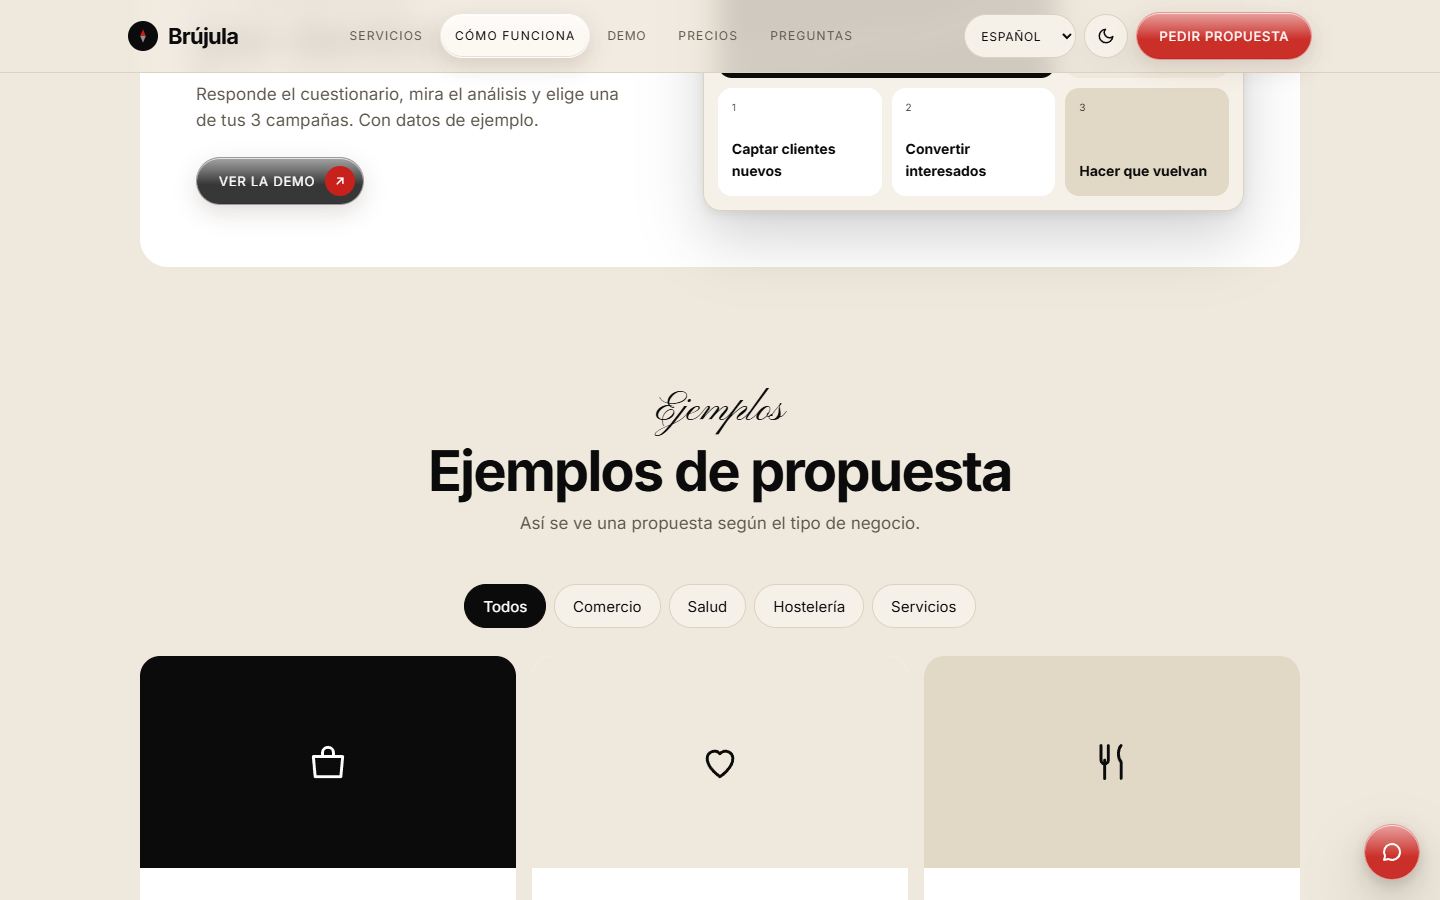 Brújula
SERVICIOS
CÓMO FUNCIONA
DEMO
PRECIOS
PREGUNTAS
ESPAÑOL
PEDIR PROPUESTA
Responde el cuestionario, mira el análisis y elige una
de tus 3 campañas. Con datos de ejemplo.
VER LA DEMO
1
Captar clientes
nuevos
2
Convertir
interesados
3
Hacer que vuelvan
Ejemplos
Ejemplos de propuesta
Así se ve una propuesta según el tipo de negocio.
Todos
Comercio
Salud
Hostelería
Servicios